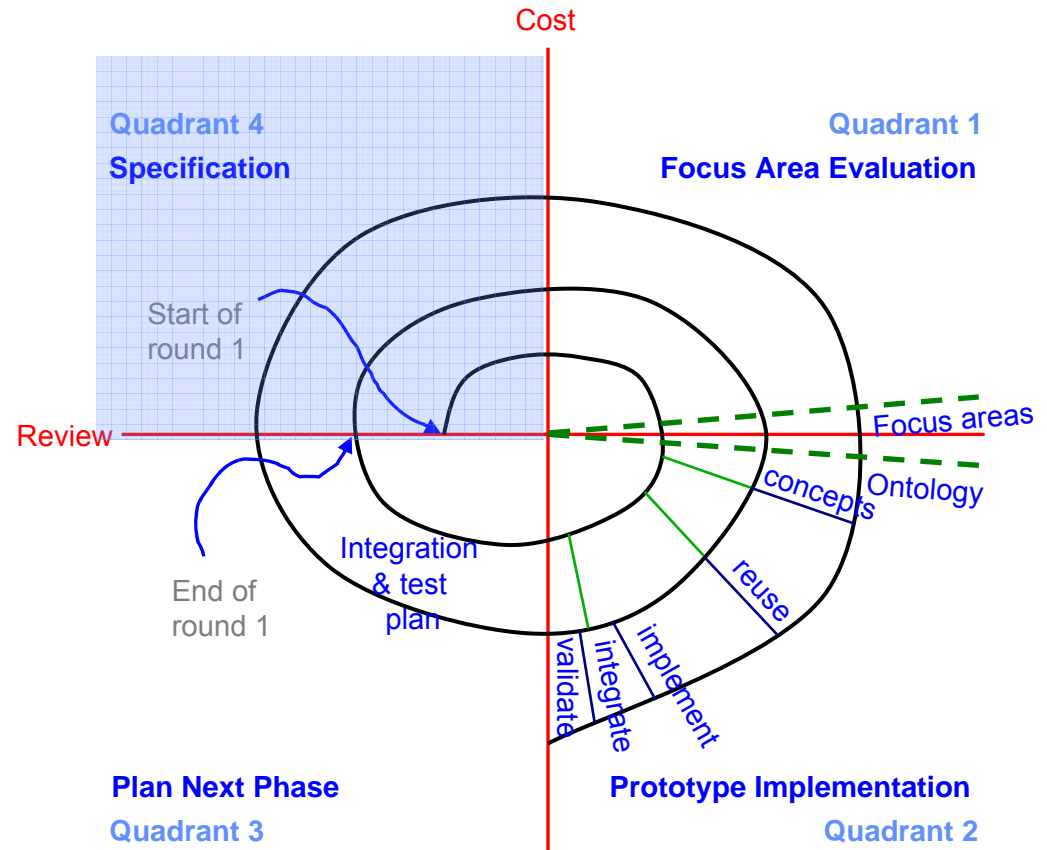 Cost
Quadrant 4
Specification
Quadrant 1
Focus Area Evaluation
Start of
round 1
Review
Focus areas
Ontology
concepts
reuse
implement
integrate
validate
Integration
& test
plan
End of
round 1
Plan Next Phase
Quadrant 3
Prototype Implementation
Quadrant 2